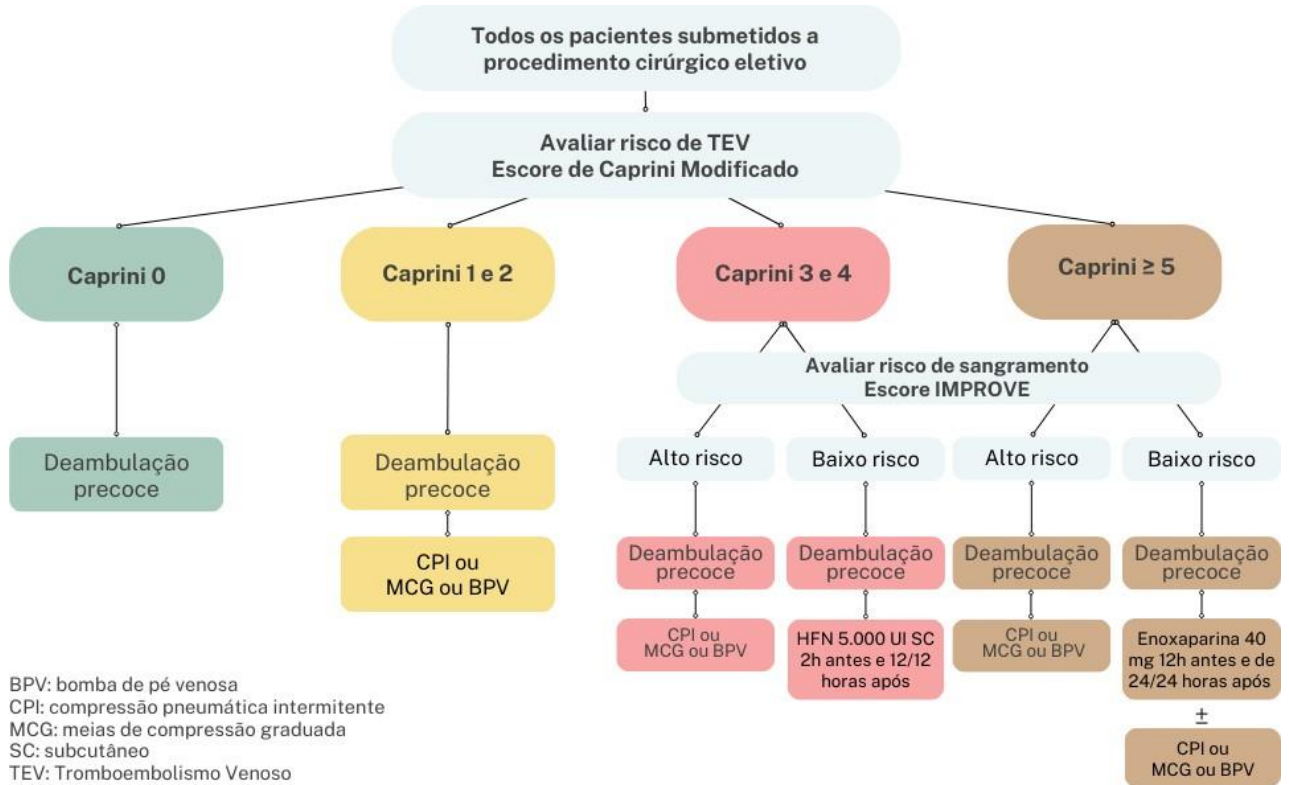 Todos os pacientes submetidos a
procedimento cirúrgico eletivo
Avaliar risco de TEV
Escore de Caprini Modificado
Caprini 0
Caprini 1 e 2
Caprini 3 e 4
Caprini ≥ 5
Avaliar risco de sangramento
Escore IMPROVE
Deambulação
precoce
Deambulação
precoce
CPI ou
MCG ou BPV
Alto risco
Baixo risco
Alto risco
Baixo risco
Deambulação
precoce
Deambulação
precoce
Deambulação
precoce
Deambulação
precoce
CPI ou
MCG ou BPV
HFN 5.000 UI SC
2h antes e 12/12
horas após
CPI ou
MCG ou BPV
Enoxaparina 40
mg 12h antes e de
24/24 horas após
±
CPI ou
MCG ou BPV
BPV: bomba de pé venosa
CPI: compressão pneumática intermitente
MCG: meias de compressão graduada
SC: subcutâneo
TEV: Tromboembolismo Venoso